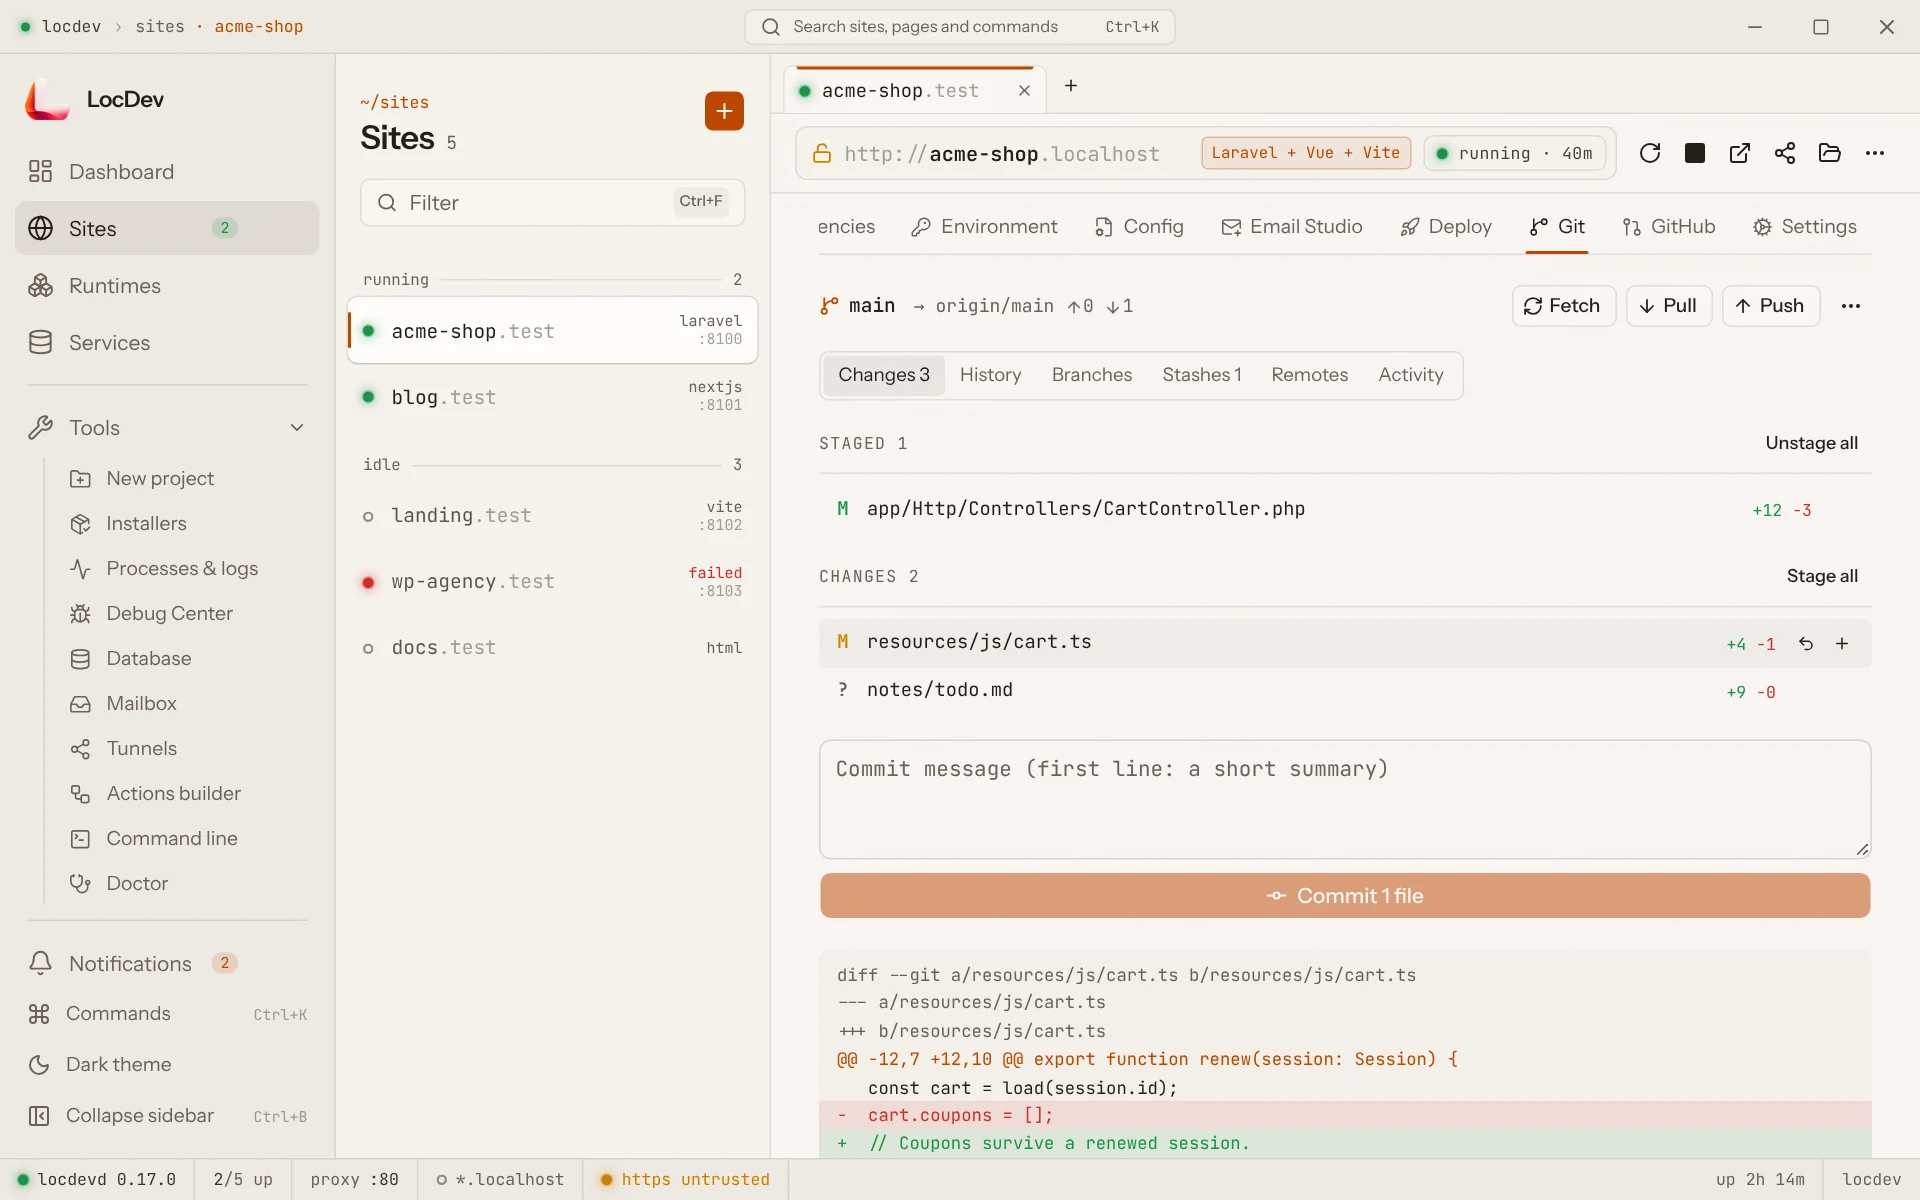 locdev › sites · acme-shop
Search sites, pages and commands Ctrl+K
LocDev
Dashboard
Sites 2
Runtimes
Services
Tools
New project
Installers
Processes & logs
Debug Center
Database
Mailbox
Tunnels
Actions builder
Command line
Doctor
Notifications 2
Commands Ctrl+K
Dark theme
Collapse sidebar Ctrl+B
~/sites
Sites 5
Filter Ctrl+F
running 2
acme-shop.test laravel
:8100
blog.test nextjs
:8101
idle 3
landing.test vite
:8102
wp-agency.test failed
:8103
docs.test html
acme-shop.test
http://acme-shop.localhost Laravel + Vue + Vite running · 40m
encies Environment Config Email Studio Deploy Git GitHub Settings
main → origin/main ↑0 ↓1 Fetch Pull Push
Changes 3 History Branches Stashes 1 Remotes Activity
STAGED 1 Unstage all
M app/Http/Controllers/CartController.php +12 -3
CHANGES 2 Stage all
M resources/js/cart.ts +4 -1
? notes/todo.md +9 -0
Commit message (first line: a short summary)
Commit 1 file
diff --git a/resources/js/cart.ts b/resources/js/cart.ts
--- a/resources/js/cart.ts
+++ b/resources/js/cart.ts
@@ -12,7 +12,10 @@ export function renew(session: Session) {
const cart = load(session.id);
- cart.coupons = [];
+ // Coupons survive a renewed session.
locdevd 0.17.0 2/5 up proxy :80 *.localhost https untrusted up 2h 14m locdev